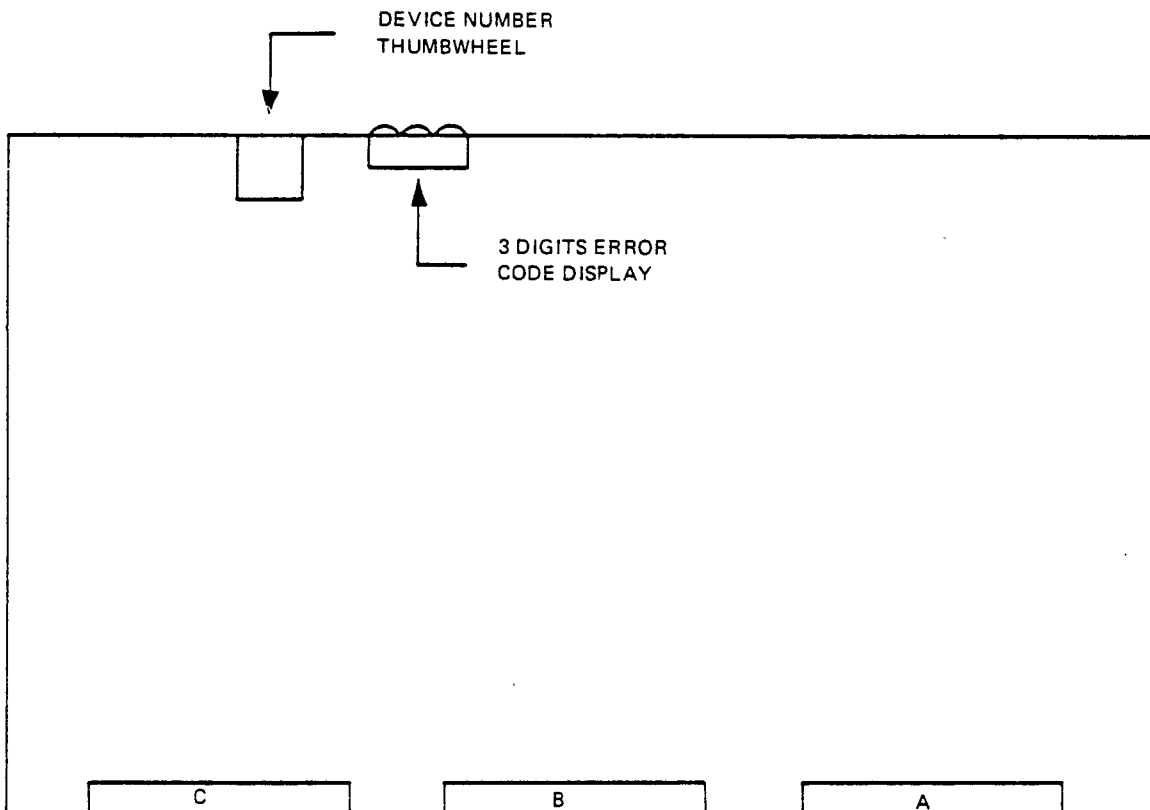 DEVICE NUMBER
THUMBWHEEL
3 DIGITS ERROR
CODE DISPLAY
C
B
A